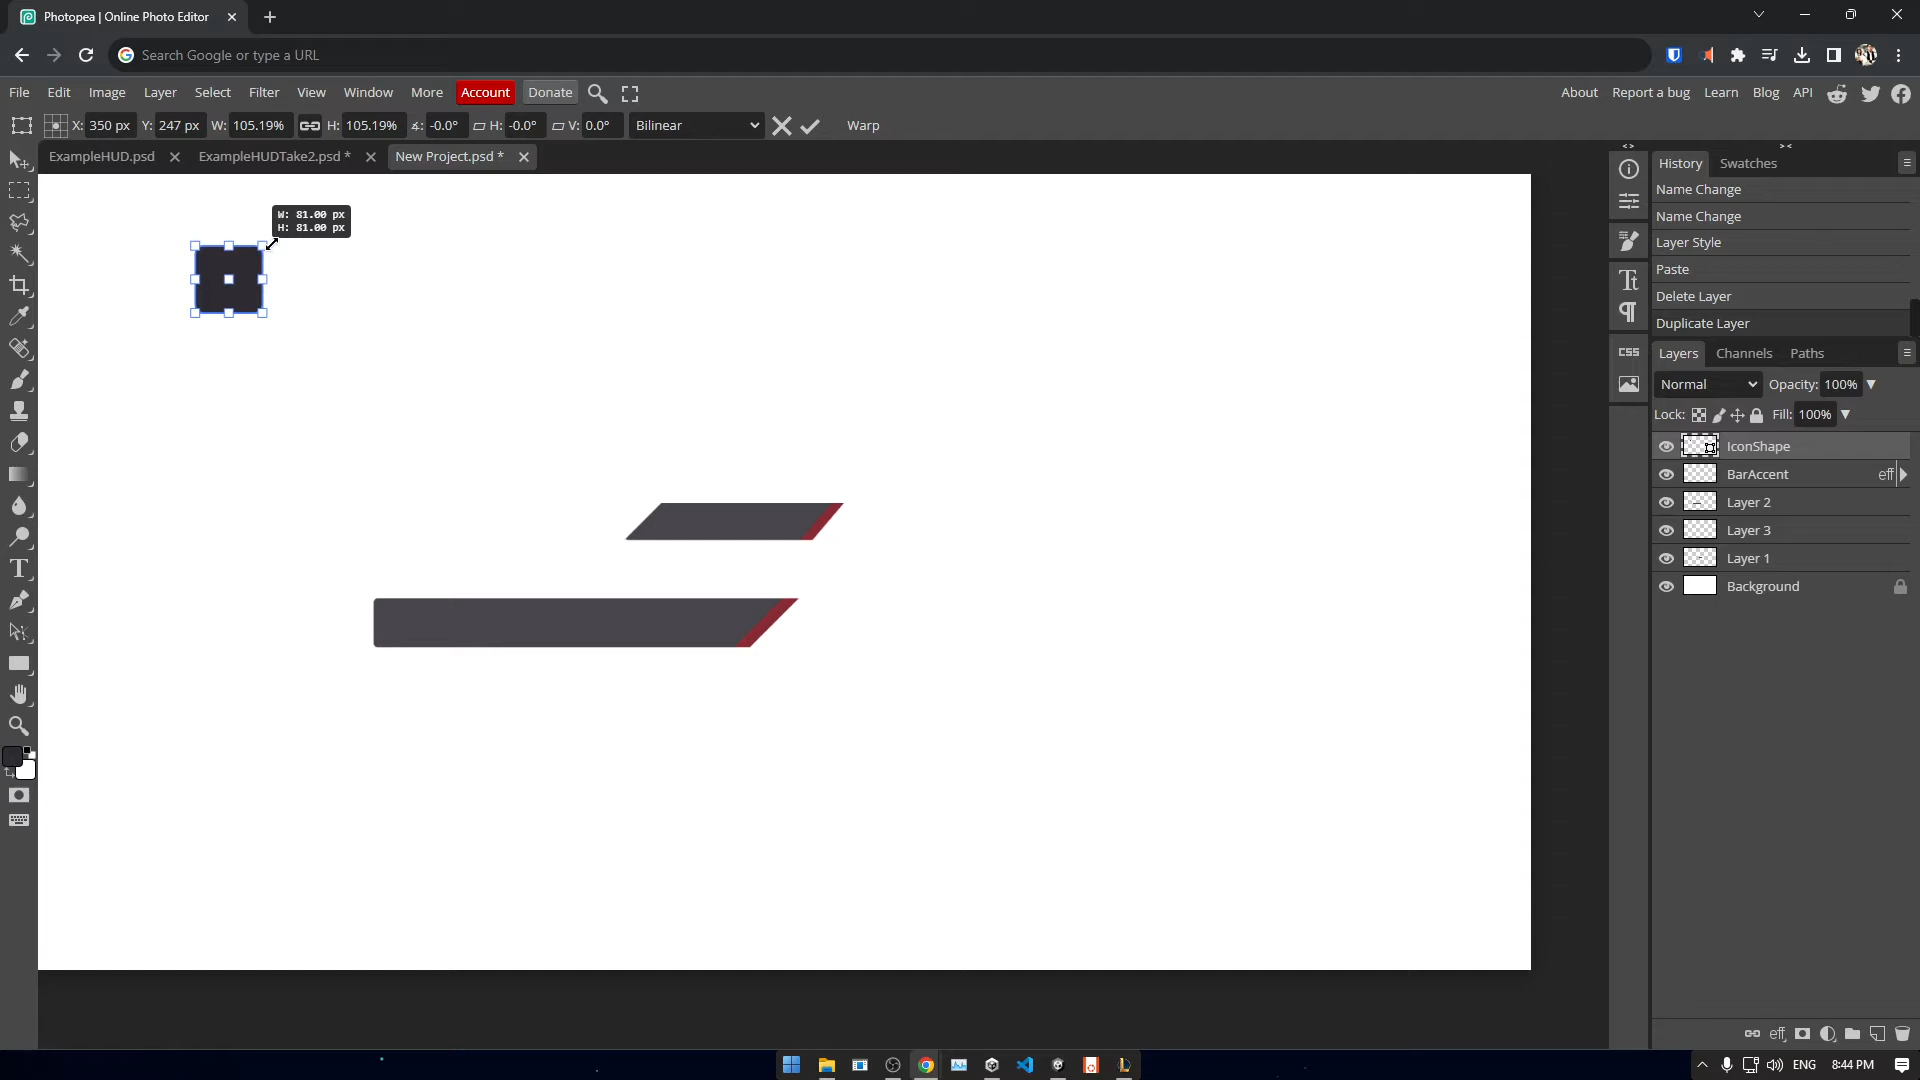 Photopea | Online Photo Editor
Search Google or type a URL
File Edit Image Layer Select Filter View Window More Account Donate About Report a bug Learn Blog API
X: 350 px Y: 247 px W: 105.19% H: 105.19% -0.0° H: -0.0° V: 0.0° Bilinear Warp
ExampleHUD.psd ExampleHUDTake2.psd * New Project.psd *
History Swatches
Name Change
Name Change
Layer Style
Paste
Delete Layer
Duplicate Layer
W: 81.00 px
H: 81.00 px
Tt
CSS
Layers Channels Paths
Normal Opacity: 100%
Lock: Fill: 100%
IconShape
BarAccent eff
Layer 2
Layer 3
Layer 1
Background
T
eff
ENG 8:44 PM